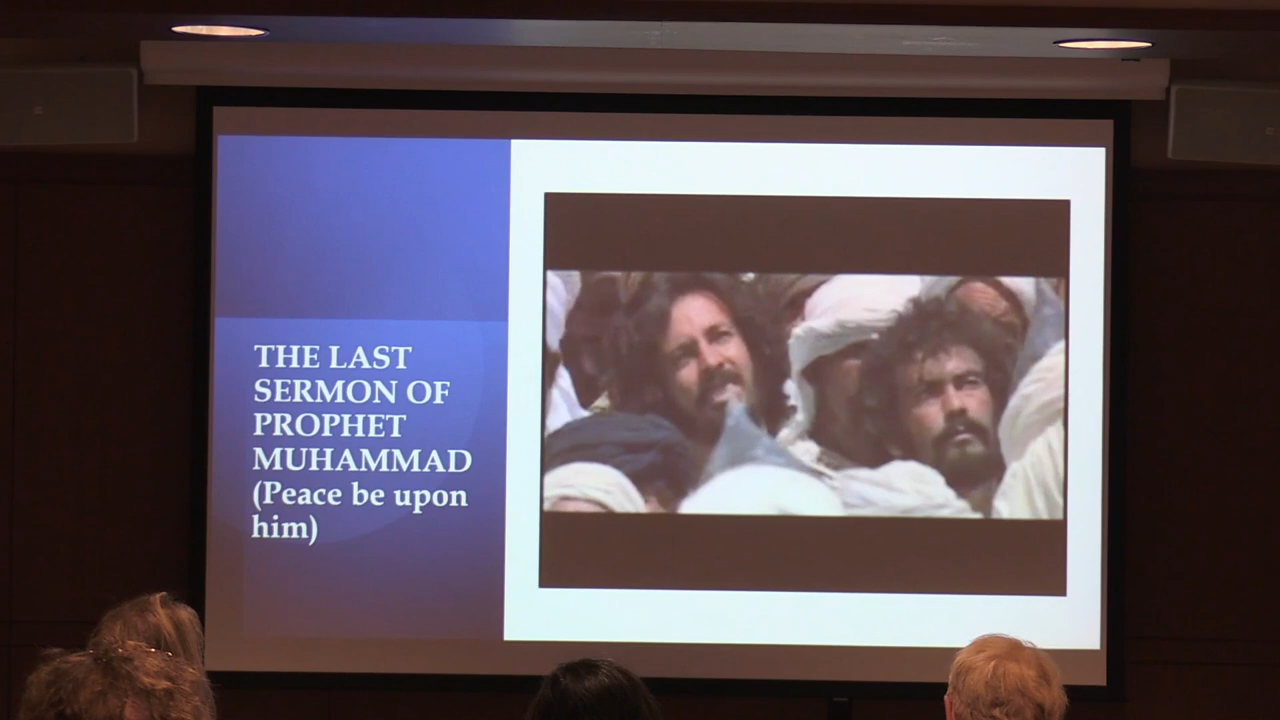 THE LAST
SERMON OF
PROPHET
MUHAMMAD
(Peace be upon
him)